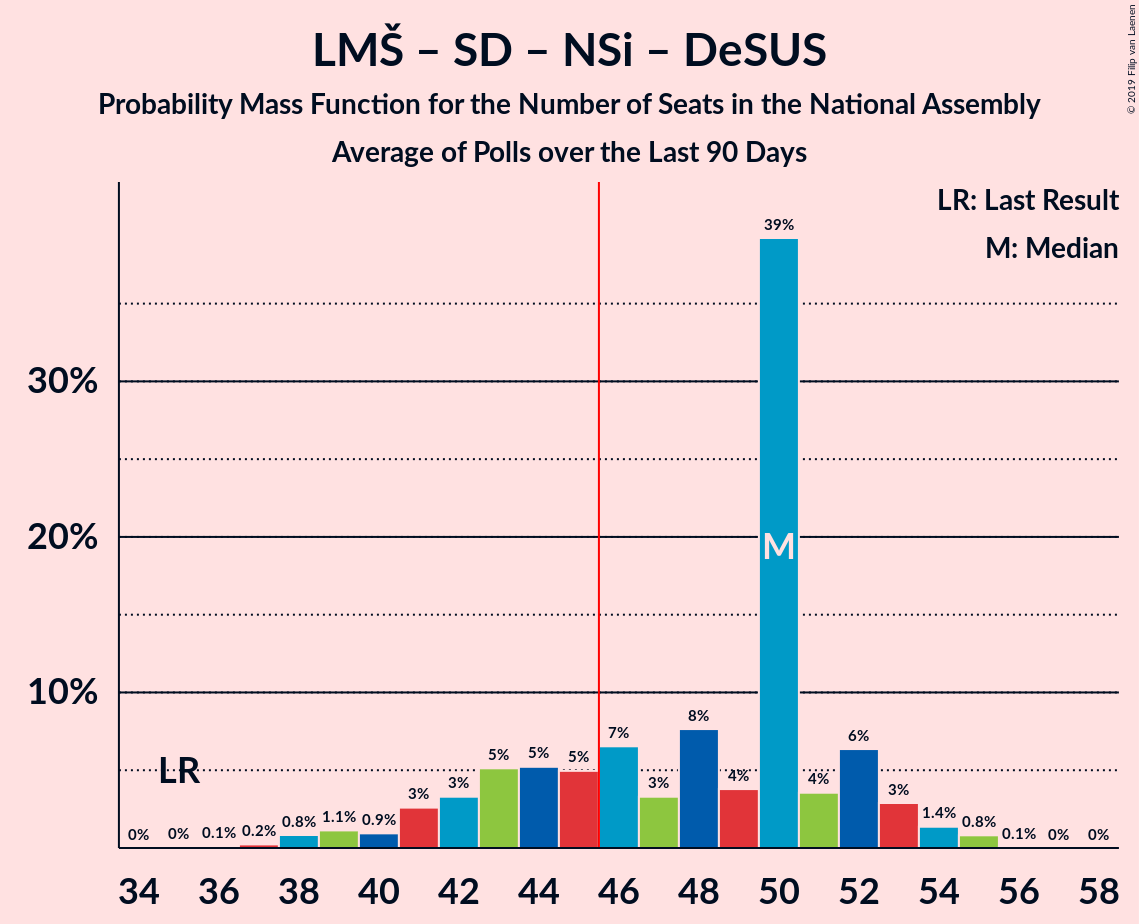 LMŠ – SD – NSi – DeSUS
Probability Mass Function for the Number of Seats in the National Assembly
Average of Polls over the Last 90 Days
© 2019 Filip van Laenen
LR: Last Result
M: Median
30%
20%
10%
LR
M
0% 0% 0.1% 0.2% 0.8% 1.1% 0.9% 3% 3% 5% 5% 5% 7% 3% 8% 4% 39% 4% 6% 3% 1.4% 0.8% 0.1% 0% 0%
34 36 38 40 42 44 46 48 50 52 54 56 58